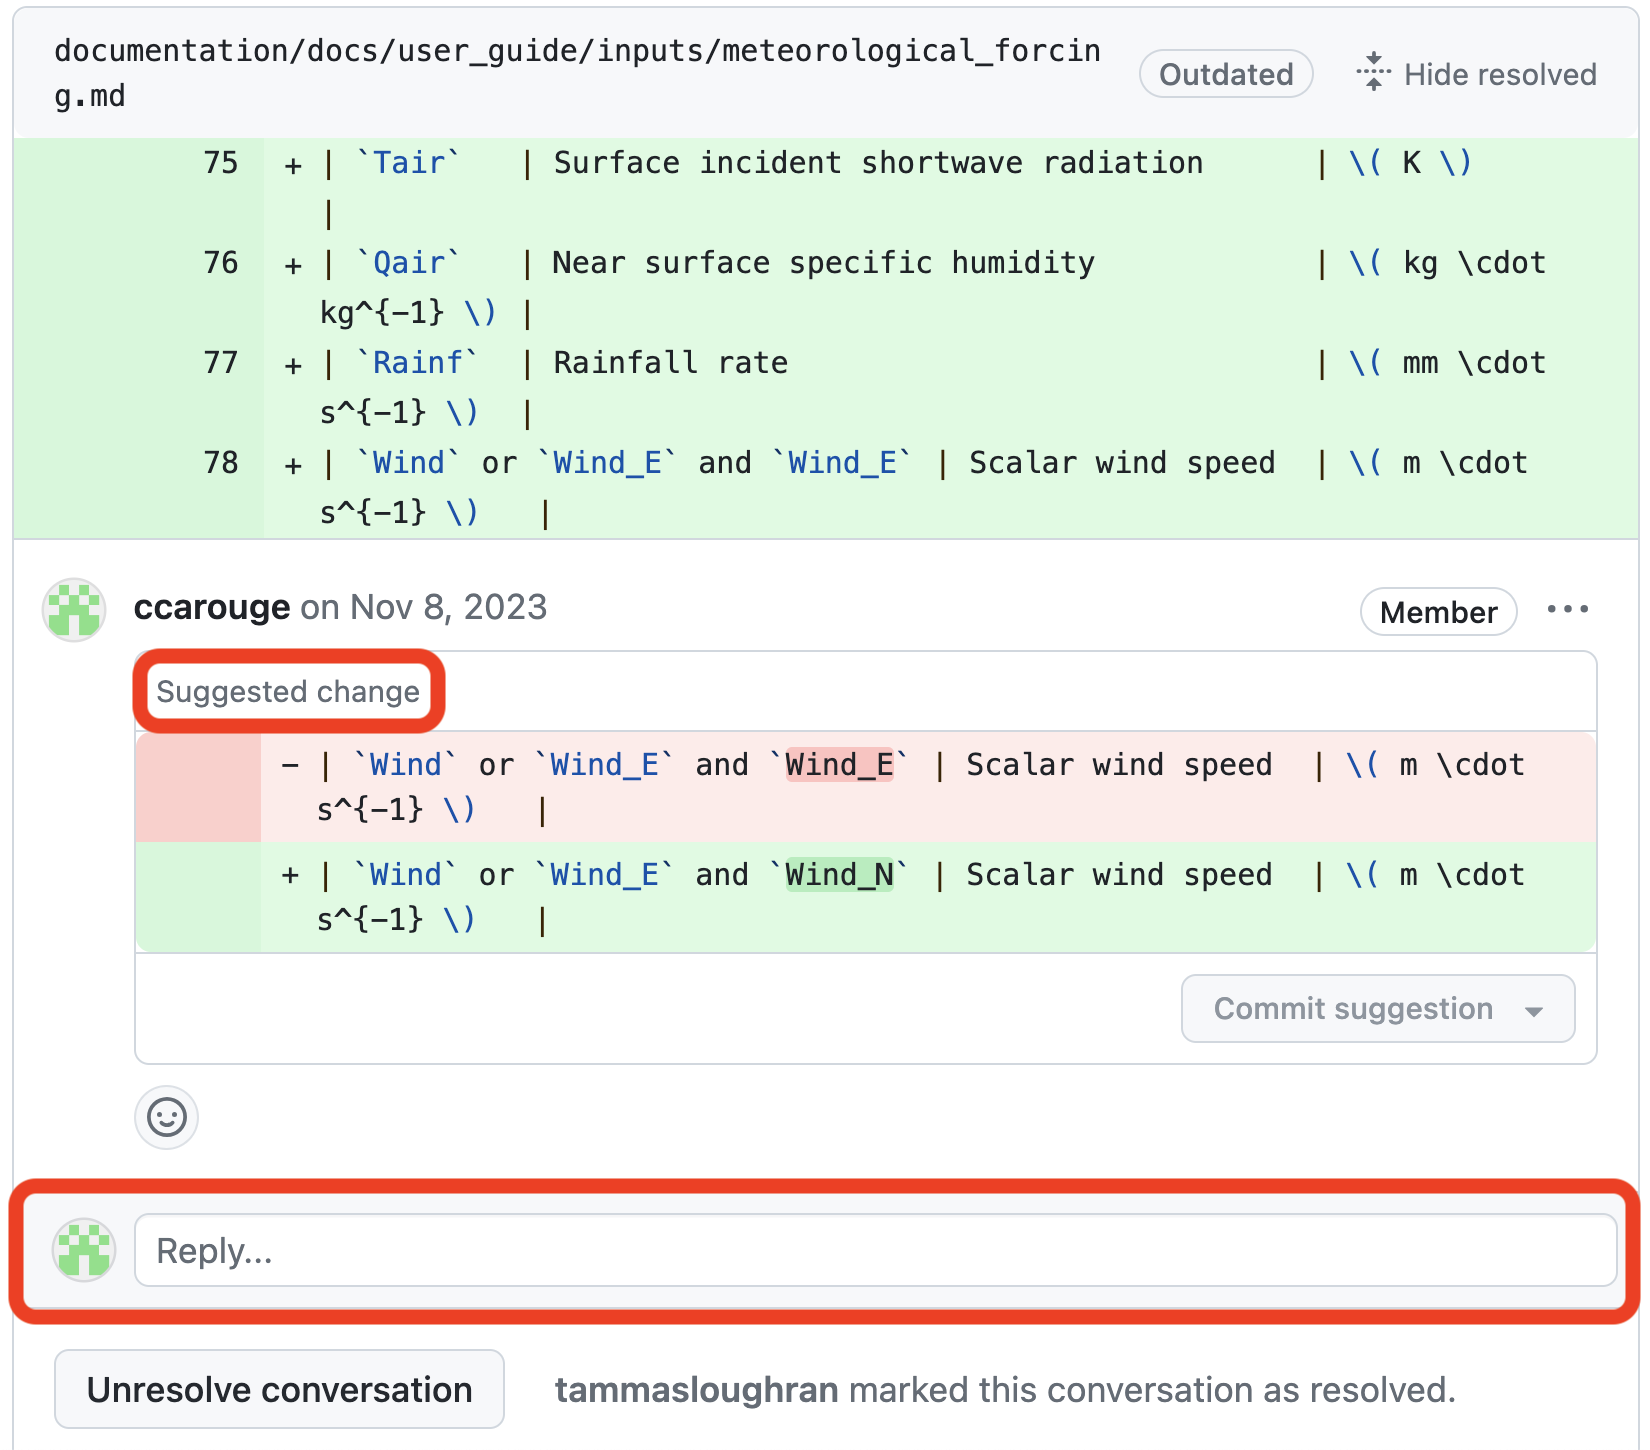 documentation/docs/user_guide/inputs/meteorological_forcin
g.md
Outdated
Hide resolved
75 + | `Tair` | Surface incident shortwave radiation | \( K \)
|
76 + | `Qair` | Near surface specific humidity | \( kg \cdot
kg^{-1} \) |
77 + | `Rainf` | Rainfall rate | \( mm \cdot
s^{-1} \) |
78 + | `Wind` or `Wind_E` and `Wind_E` | Scalar wind speed | \( m \cdot
s^{-1} \) |
ccarouge on Nov 8, 2023
Member
Suggested change
- | `Wind` or `Wind_E` and `Wind_E` | Scalar wind speed | \( m \cdot
s^{-1} \) |
+ | `Wind` or `Wind_E` and `Wind_N` | Scalar wind speed | \( m \cdot
s^{-1} \) |
Commit suggestion
Reply...
Unresolve conversation
tammasloughran marked this conversation as resolved.